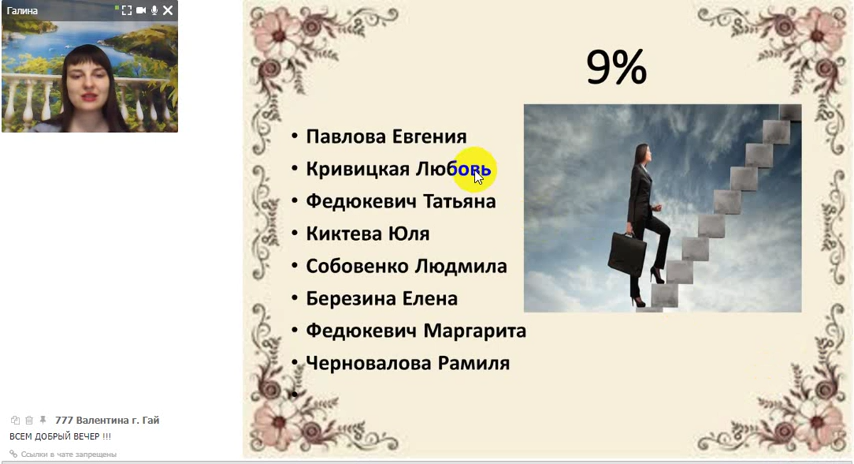 Галина
9%
Павлова Евгения
Кривицкая Любовь
Федюкевич Татьяна
Киктева Юля
Собовенко Людмила
Березина Елена
Федюкевич Маргарита
Черновалова Рамиля
777 Валентина г. Гай
ВСЕМ ДОБРЫЙ ВЕЧЕР !!!
Ссылки в чате запрещены